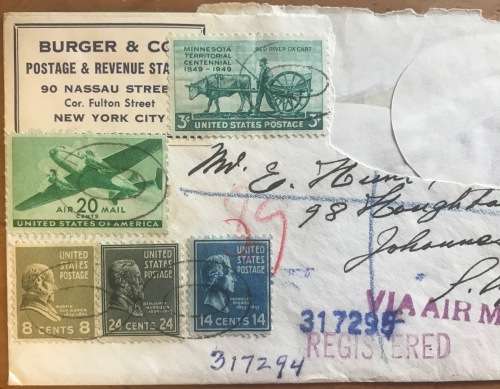 BURGER & CO
POSTAGE & REVENUE STA
90 NASSAU STREE
Cor. Fulton Street
NEW YORK CITY
MINNESOTA TERRITORIAL CENTENNIAL 1849-1949
RED RIVER OX CART
3¢ UNITED STATES POSTAGE 3¢
AIR 20 MAIL
CENTS
UNITED STATES OF AMERICA
UNITED STATES POSTAGE
8 CENTS 8
UNITED STATES POSTAGE
24 CENTS 24
UNITED STATES POSTAGE
14 CENTS 14
Mr. E.
98 Hough
Johannes
VIA AIR M
317295
REGISTERED
317294